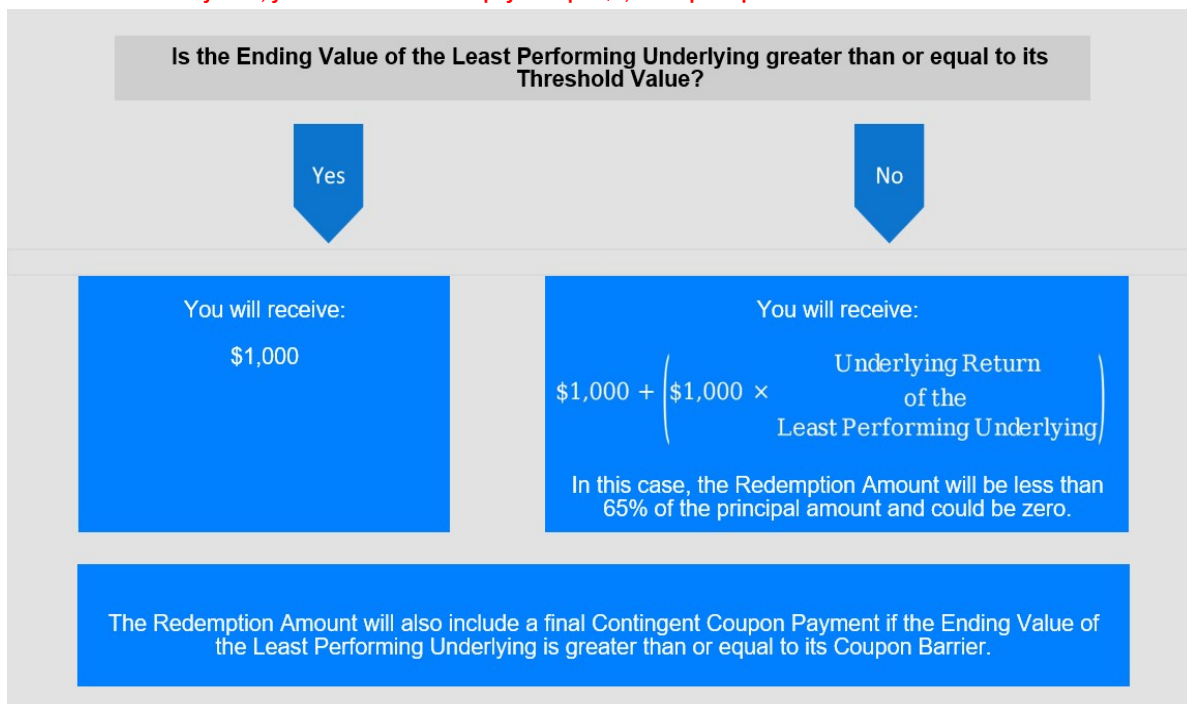 Is the Ending Value of the Least Performing Underlying greater than or equal to its
Threshold Value?
Yes
No
You will receive:
$1,000
You will receive:
$1,000 + ($1,000 × Underlying Return
of the
Least Performing Underlying)
In this case, the Redemption Amount will be less than
65% of the principal amount and could be zero.
The Redemption Amount will also include a final Contingent Coupon Payment if the Ending Value of
the Least Performing Underlying is greater than or equal to its Coupon Barrier.